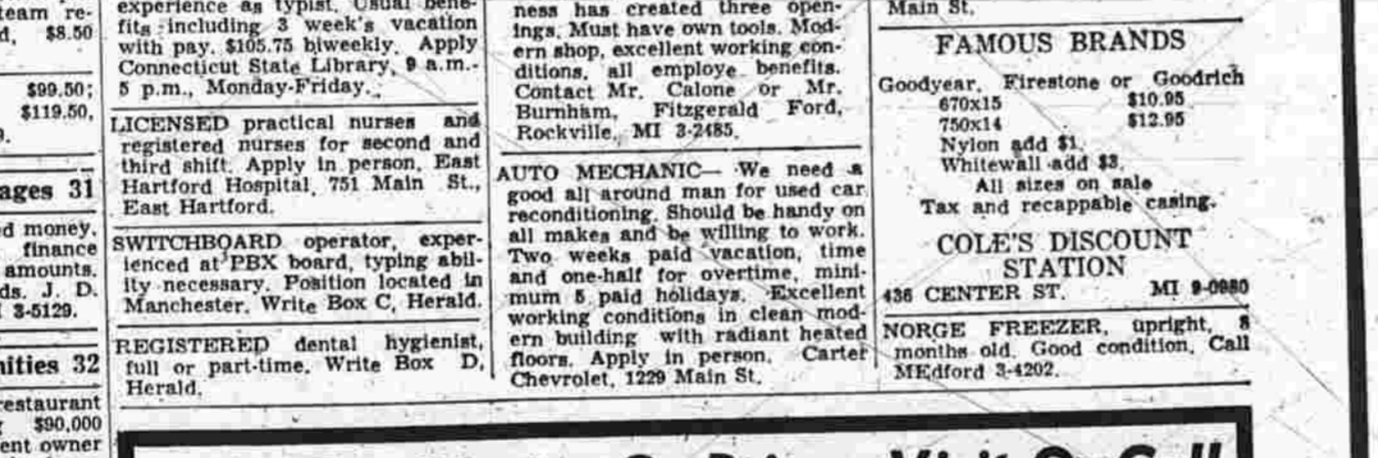 team re-
$8.50
$99.50;
$119.50,
ages 31
d money.
finance
amounts.
ds. J. D.
3-5129.
nities 32
restaurant
$90,000
ent owner
experience as typist. Usual bene-
fits including 3 week's vacation
with pay. $105.75 biweekly. Apply
Connecticut State Library, 9 a.m.-
5 p.m., Monday-Friday.
LICENSED practical nurses and
registered nurses for second and
third shift. Apply in person. East
Hartford Hospital, 751 Main St.,
East Hartford.
SWITCHBOARD operator, exper-
ienced at PBX board, typing abil-
ity necessary. Position located in
Manchester. Write Box C, Herald.
REGISTERED dental hygienist,
full or part-time. Write Box D,
Herald.
ness has created three open-
ings. Must have own tools. Mod-
ern shop, excellent working con-
ditions, all employe benefits.
Contact Mr. Calone or Mr.
Burnham, Fitzgerald Ford,
Rockville, MI 3-2485.
AUTO MECHANIC— We need a
good all around man for used car
reconditioning. Should be handy on
all makes and be willing to work.
Two weeks paid vacation, time
and one-half for overtime, mini-
mum 5 paid holidays. Excellent
working conditions in clean mod-
ern building with radiant heated
floors. Apply in person. Carter
Chevrolet, 1229 Main St.
Main St.
FAMOUS BRANDS
Goodyear, Firestone or Goodrich
670x15 $10.95
750x14 $12.95
Nylon add $1.
Whitewall add $3.
All sizes on sale
Tax and recappable casing.
COLE'S DISCOUNT
STATION
436 CENTER ST. MI 9-0980
NORGE FREEZER, upright, 8
months old. Good condition. Call
MEdford 3-4202.